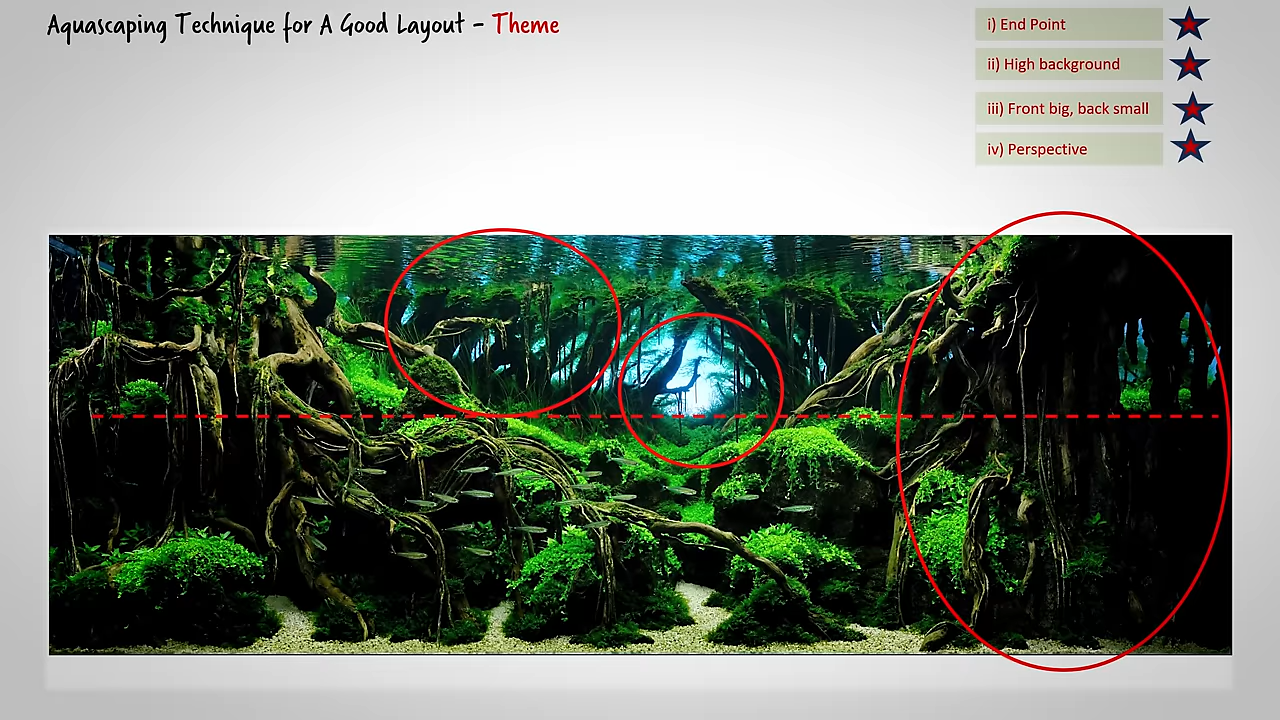 Aquascaping Technique for A Good Layout - Theme
i) End Point
ii) High background
iii) Front big, back small
iv) Perspective